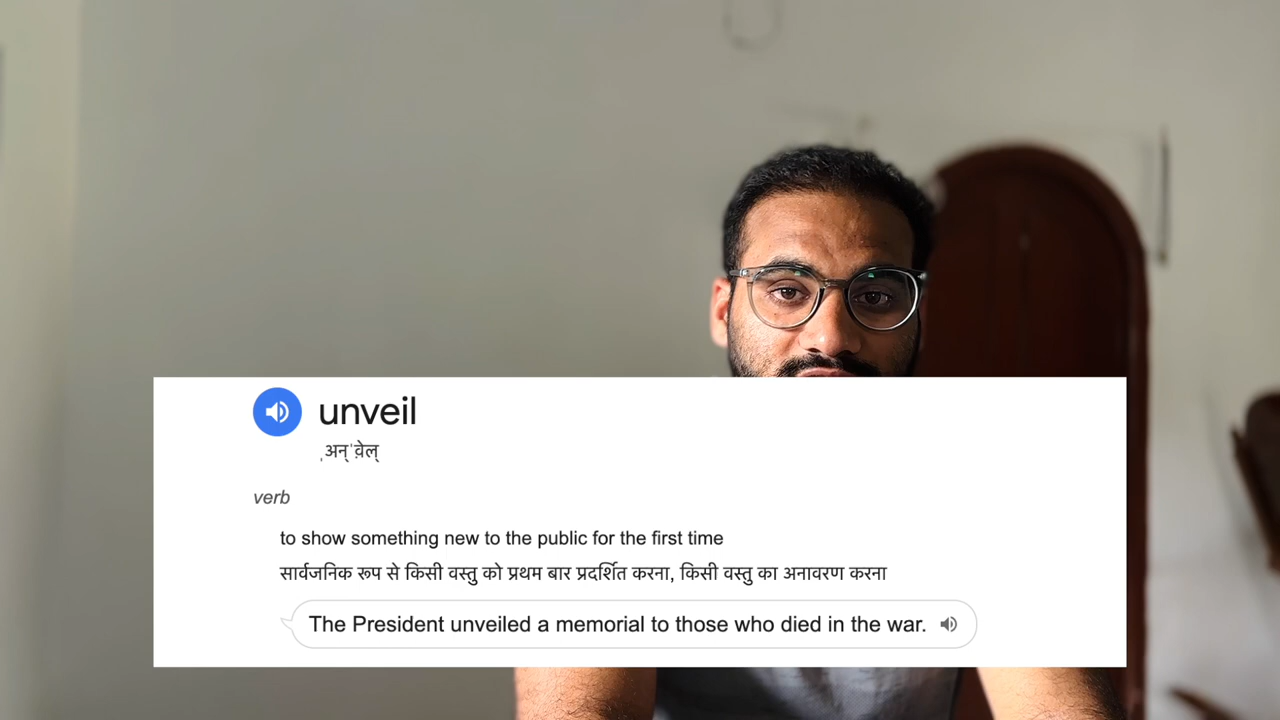 unveil
ˌअन्ˈव़ेल्
verb
to show something new to the public for the first time
सार्वजनिक रूप से किसी वस्तु को प्रथम बार प्रदर्शित करना, किसी वस्तु का अनावरण करना
The President unveiled a memorial to those who died in the war.